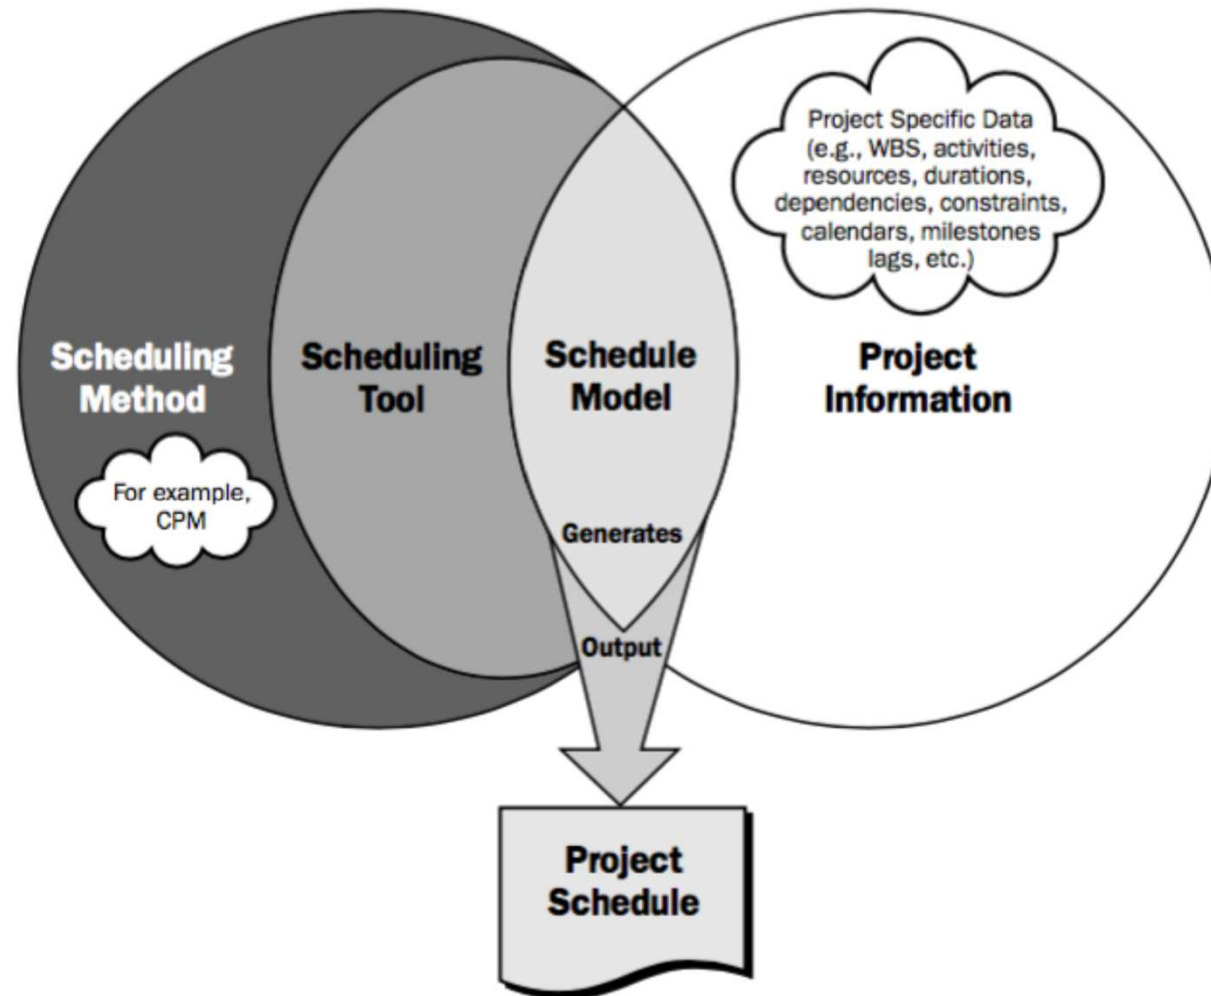 Project Specific Data
(e.g., WBS, activities,
resources, durations,
dependencies, constraints,
calendars, milestones
lags, etc.)
Scheduling
Method
Scheduling
Tool
Schedule
Model
Project
Information
For example,
CPM
Generates
Output
Project
Schedule